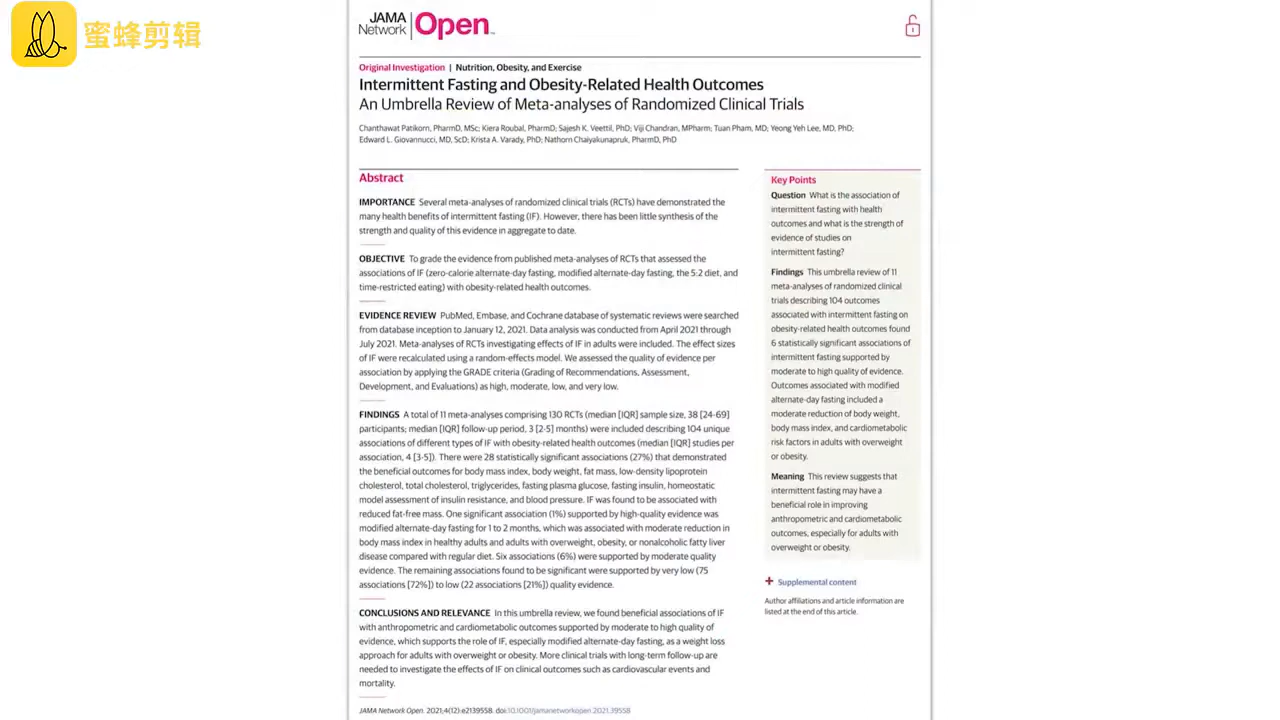 蜜蜂剪辑
JAMA Network | Open™
Original Investigation | Nutrition, Obesity, and Exercise
Intermittent Fasting and Obesity-Related Health Outcomes
An Umbrella Review of Meta-analyses of Randomized Clinical Trials
Chanthawat Patikorn, PharmD, MSc; Kiera Roubal, PharmD; Sajesh K. Veettil, PhD; Viji Chandran, MPharm; Tuan Pham, MD; Yeong Yeh Lee, MD, PhD;
Edward L. Giovannucci, MD, ScD; Krista A. Varady, PhD; Nathorn Chaiyakunapruk, PharmD, PhD
Abstract
IMPORTANCE Several meta-analyses of randomized clinical trials (RCTs) have demonstrated the
many health benefits of intermittent fasting (IF). However, there has been little synthesis of the
strength and quality of this evidence in aggregate to date.
OBJECTIVE To grade the evidence from published meta-analyses of RCTs that assessed the
associations of IF (zero-calorie alternate-day fasting, modified alternate-day fasting, the 5:2 diet, and
time-restricted eating) with obesity-related health outcomes.
EVIDENCE REVIEW PubMed, Embase, and Cochrane database of systematic reviews were searched
from database inception to January 12, 2021. Data analysis was conducted from April 2021 through
July 2021. Meta-analyses of RCTs investigating effects of IF in adults were included. The effect sizes
of IF were recalculated using a random-effects model. We assessed the quality of evidence per
association by applying the GRADE criteria (Grading of Recommendations, Assessment,
Development, and Evaluations) as high, moderate, low, and very low.
FINDINGS A total of 11 meta-analyses comprising 130 RCTs (median [IQR] sample size, 38 [24-69]
participants; median [IQR] follow-up period, 3 [2-5] months) were included describing 104 unique
associations of different types of IF with obesity-related health outcomes (median [IQR] studies per
association, 4 [3-5]). There were 28 statistically significant associations (27%) that demonstrated
the beneficial outcomes for body mass index, body weight, fat mass, low-density lipoprotein
cholesterol, total cholesterol, triglycerides, fasting plasma glucose, fasting insulin, homeostatic
model assessment of insulin resistance, and blood pressure. IF was found to be associated with
reduced fat-free mass. One significant association (1%) supported by high-quality evidence was
modified alternate-day fasting for 1 to 2 months, which was associated with moderate reduction in
body mass index in healthy adults and adults with overweight, obesity, or nonalcoholic fatty liver
disease compared with regular diet. Six associations (6%) were supported by moderate quality
evidence. The remaining associations found to be significant were supported by very low (75
associations [72%]) to low (22 associations [21%]) quality evidence.
CONCLUSIONS AND RELEVANCE In this umbrella review, we found beneficial associations of IF
with anthropometric and cardiometabolic outcomes supported by moderate to high quality of
evidence, which supports the role of IF, especially modified alternate-day fasting, as a weight loss
approach for adults with overweight or obesity. More clinical trials with long-term follow-up are
needed to investigate the effects of IF on clinical outcomes such as cardiovascular events and
mortality.
JAMA Network Open. 2021;4(12):e2139558. doi:10.1001/jamanetworkopen.2021.39558
Key Points
Question What is the association of
intermittent fasting with health
outcomes and what is the strength of
evidence of studies on
intermittent fasting?
Findings This umbrella review of 11
meta-analyses of randomized clinical
trials describing 104 outcomes
associated with intermittent fasting on
obesity-related health outcomes found
6 statistically significant associations of
intermittent fasting supported by
moderate to high quality of evidence.
Outcomes associated with modified
alternate-day fasting included a
moderate reduction of body weight,
body mass index, and cardiometabolic
risk factors in adults with overweight
or obesity.
Meaning This review suggests that
intermittent fasting may have a
beneficial role in improving
anthropometric and cardiometabolic
outcomes, especially for adults with
overweight or obesity.
+ Supplemental content
Author affiliations and article information are
listed at the end of this article.